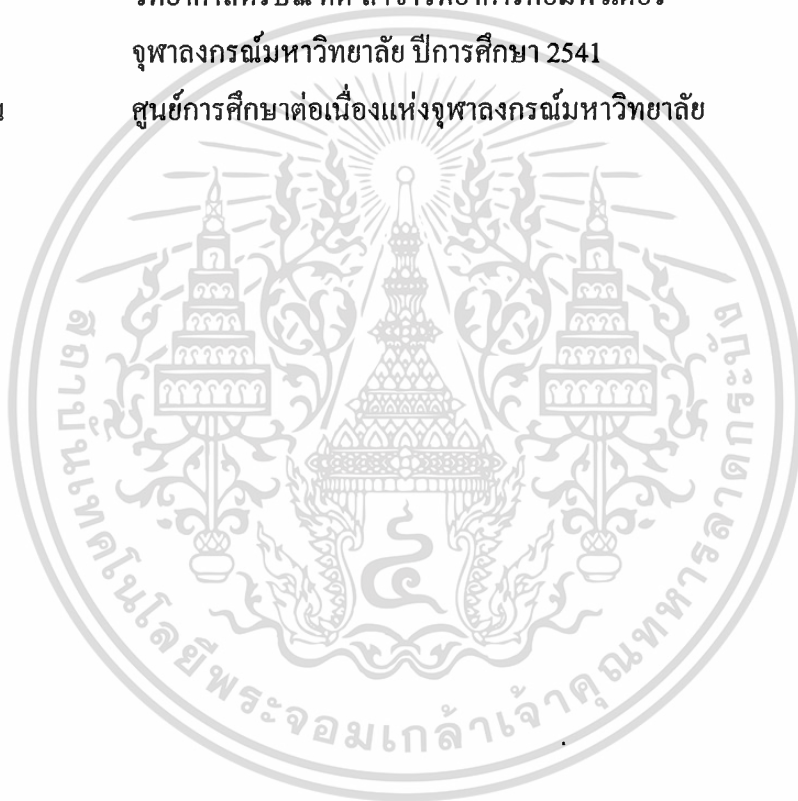 จุฬาลงกรณ์มหาวิทยาลัย ปีการศึกษา 2541
ศูนย์การศึกษาต่อเนื่องแห่งจุฬาลงกรณ์มหาวิทยาลัย
สถาบันเทคโนโลยีพระจอมเกล้าเจ้าคุณทหารลาดกระบัง